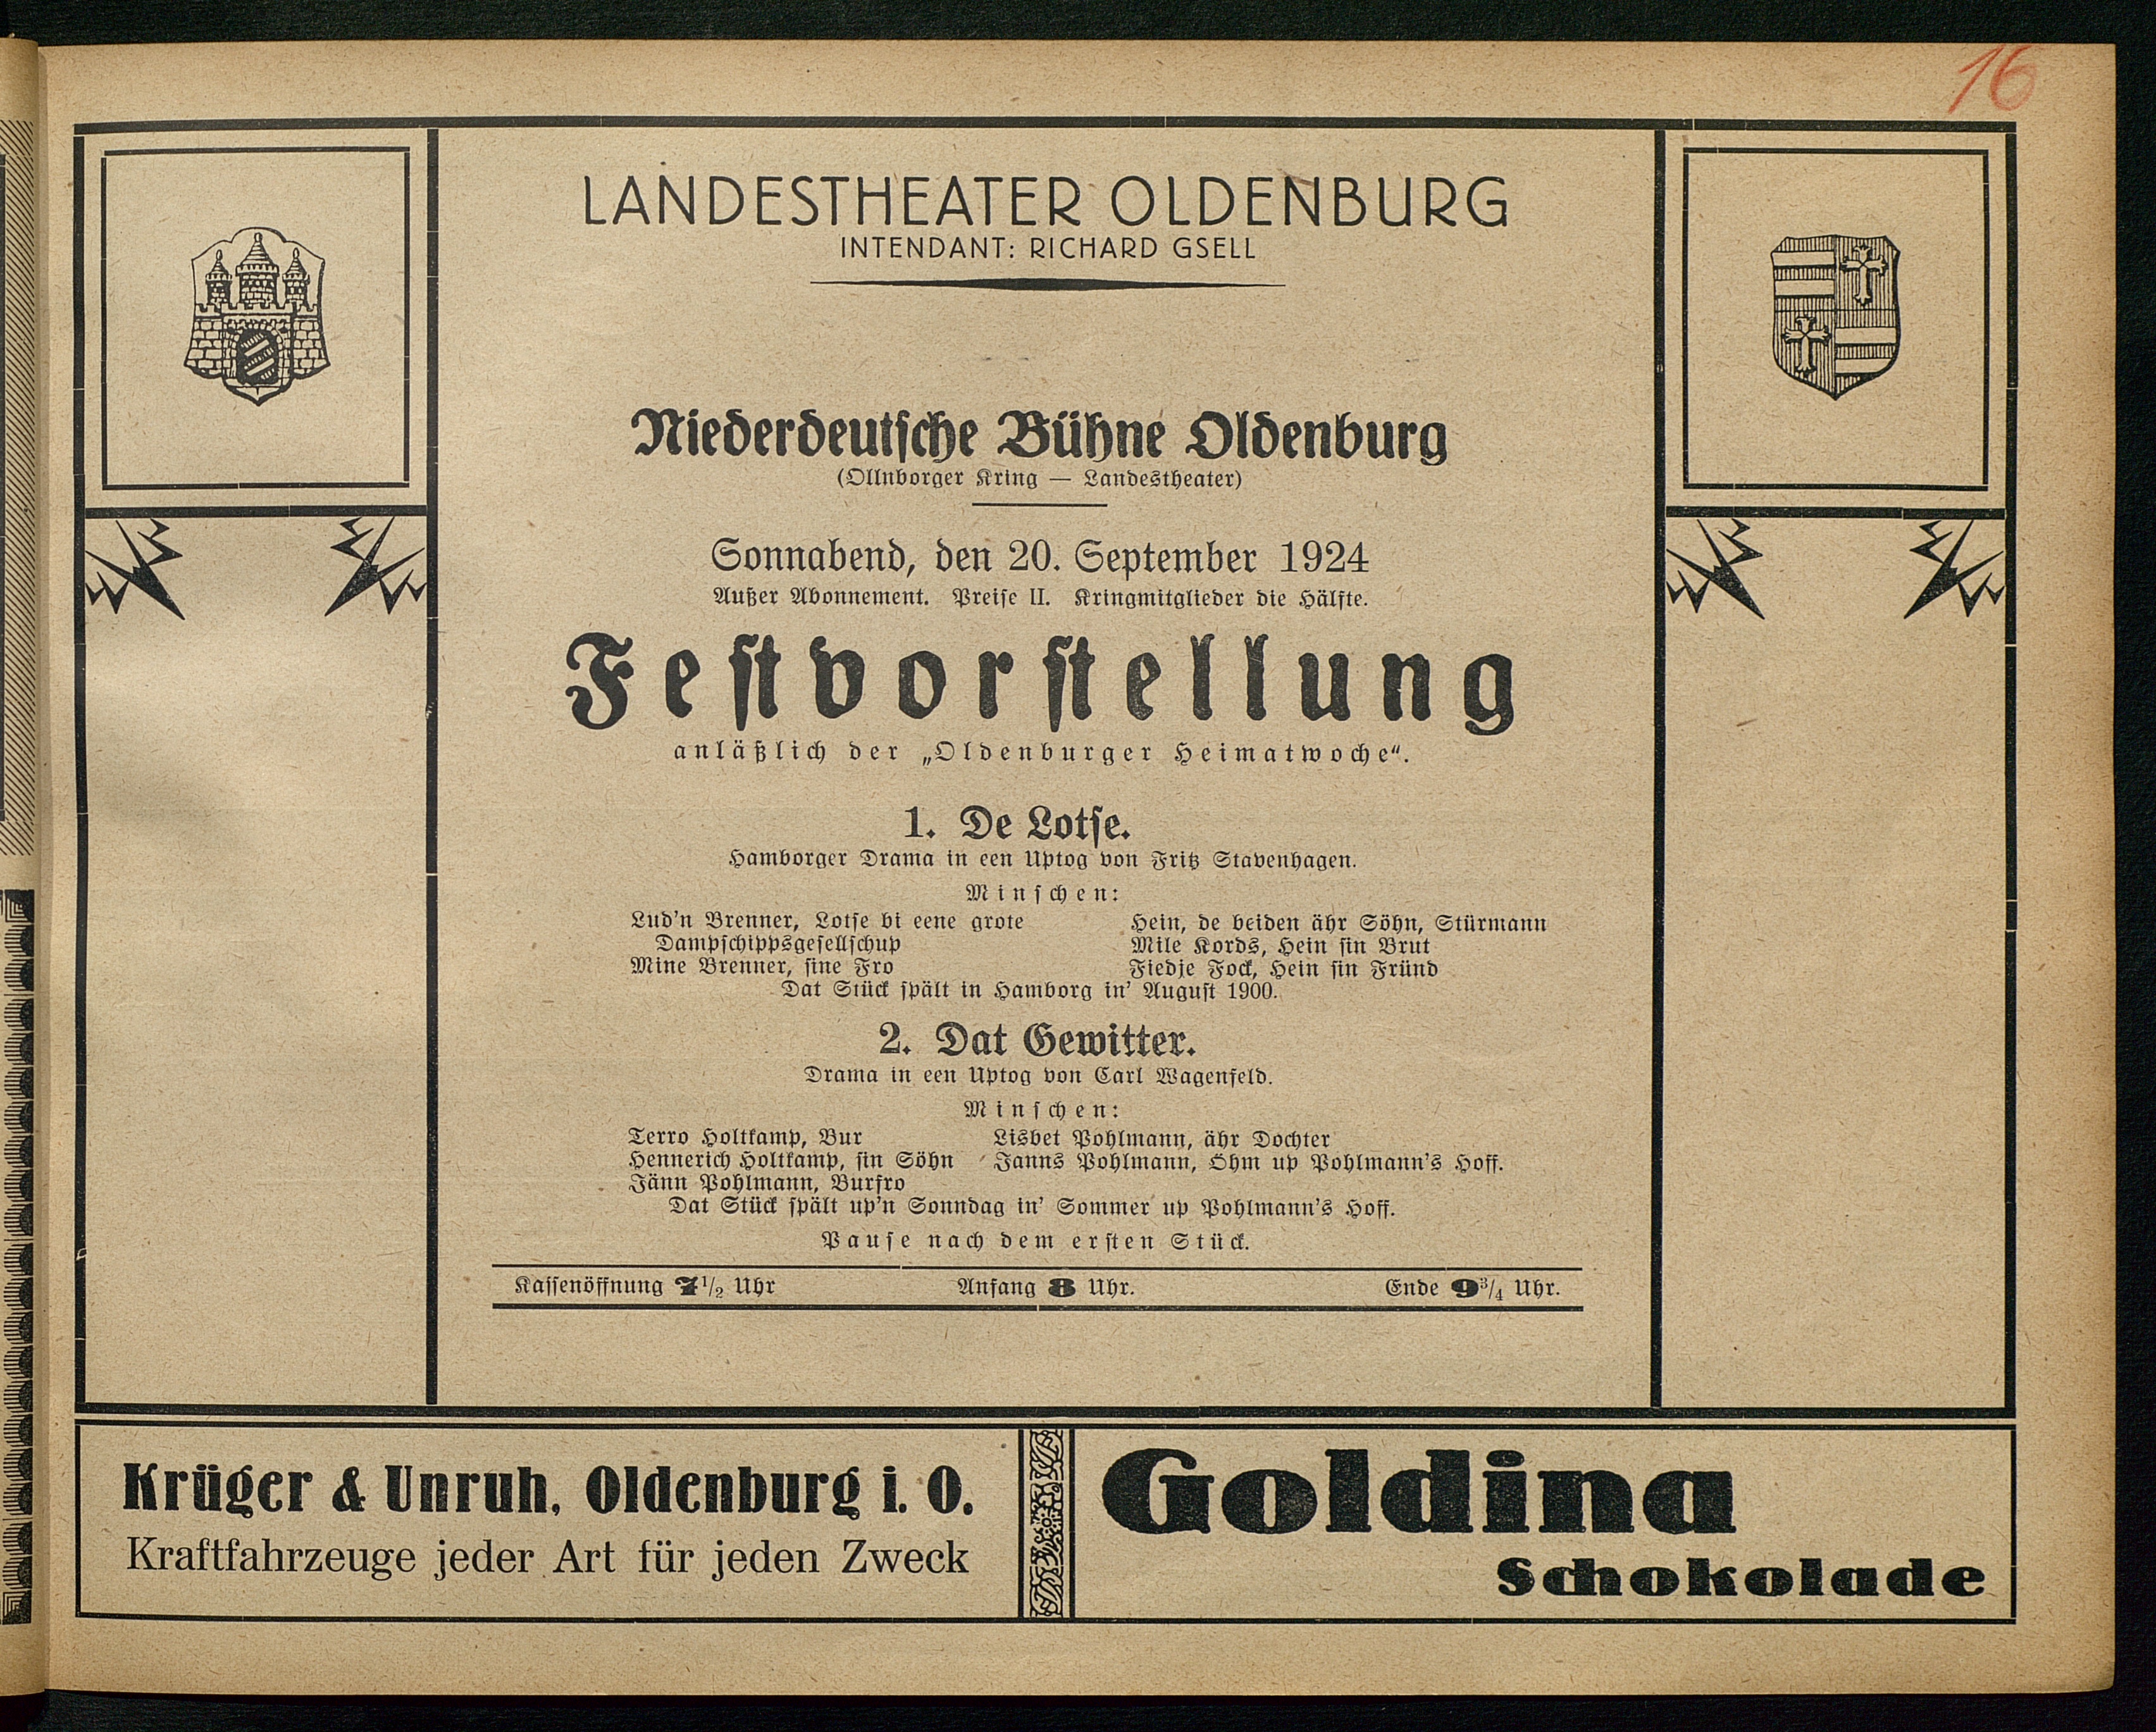 16
LANDESTHEATER OLDENBURG
INTENDANT: RICHARD GSELL
Niederdeutsche Bühne Oldenburg
(Ollnborger Kring — Landestheater)
Sonnabend, den 20. September 1924
Außer Abonnement. Preise II. Kringmitglieder die Hälfte.
Festvorstellung
anläßlich der „Oldenburger Heimatwoche“.
1. De Lotse.
Hamborger Drama in een Uptog von Fritz Stavenhagen.
Minschen:
Lud'n Brenner, Lotse bi eene grote
Dampschippsgesellschup
Mine Brenner, sine Fro
Hein, de beiden ähr Söhn, Stürmann
Mile Kords, Hein sin Brut
Fiedje Fock, Hein sin Fründ
Dat Stück spält in Hamborg in' August 1900.
2. Dat Gewitter.
Drama in een Uptog von Carl Wagenfeld.
Minschen:
Terro Holtkamp, Bur
Hennerich Holtkamp, sin Söhn
Jänn Pohlmann, Burfro
Lisbet Pohlmann, ähr Dochter
Janns Pohlmann, Öhm up Pohlmann's Hoff.
Dat Stück spält up'n Sonndag in' Sommer up Pohlmann's Hoff.
Pause nach dem ersten Stück.
Kassenöffnung 7 1/2 Uhr Anfang 8 Uhr. Ende 9 3/4 Uhr.
Krüger & Unruh, Oldenburg i. O.
Kraftfahrzeuge jeder Art für jeden Zweck
Goldina
Schokolade